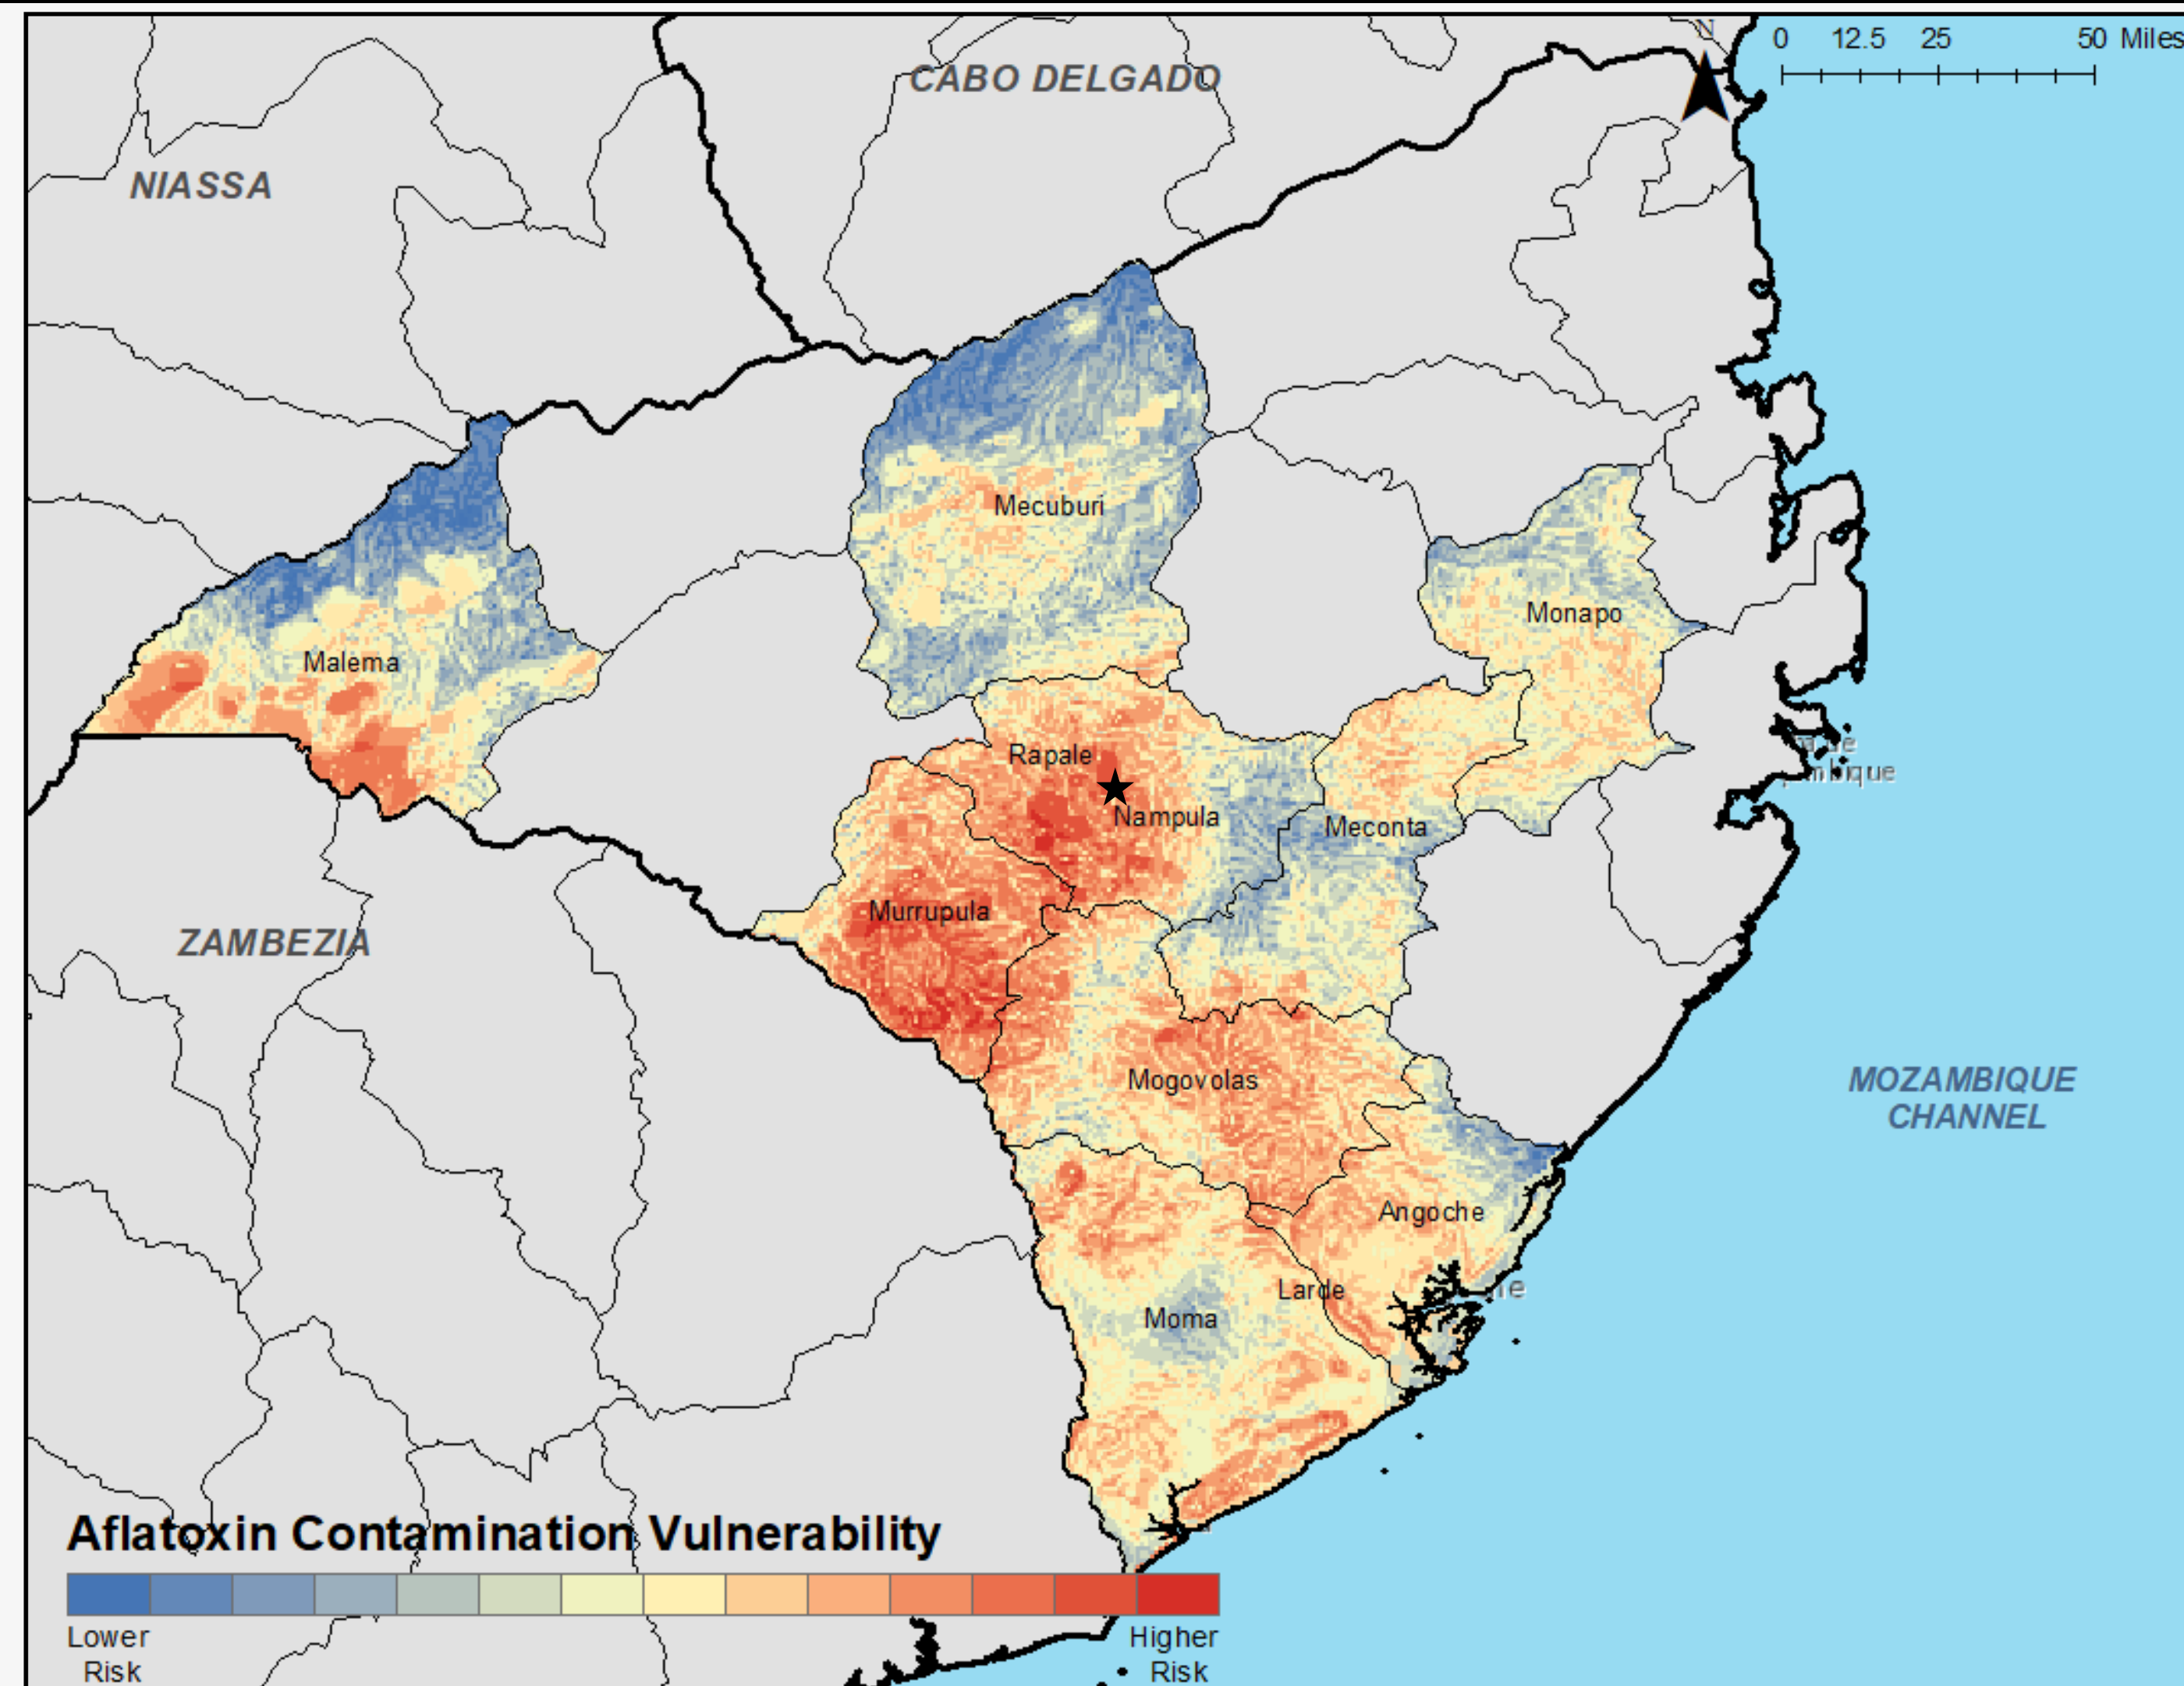 N
0 12.5 25 50 Miles
CABO DELGADO
NIASSA
Mecuburi
Monapo
Malema
Rapale
Nampula
Meconta
Murrupula
ZAMBEZIA
Mogovolas
MOZAMBIQUE
CHANNEL
Angoche
Larde
Moma
Aflatoxin Contamination Vulnerability
Lower
Risk
Higher
Risk